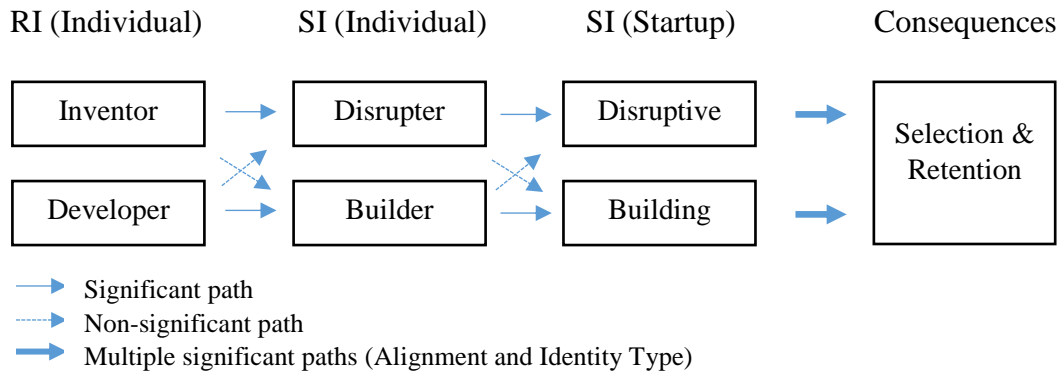 RI (Individual) SI (Individual) SI (Startup) Consequences
Inventor Disrupter Disruptive
Selection &
Retention
Developer Builder Building
Significant path
Non-significant path
Multiple significant paths (Alignment and Identity Type)